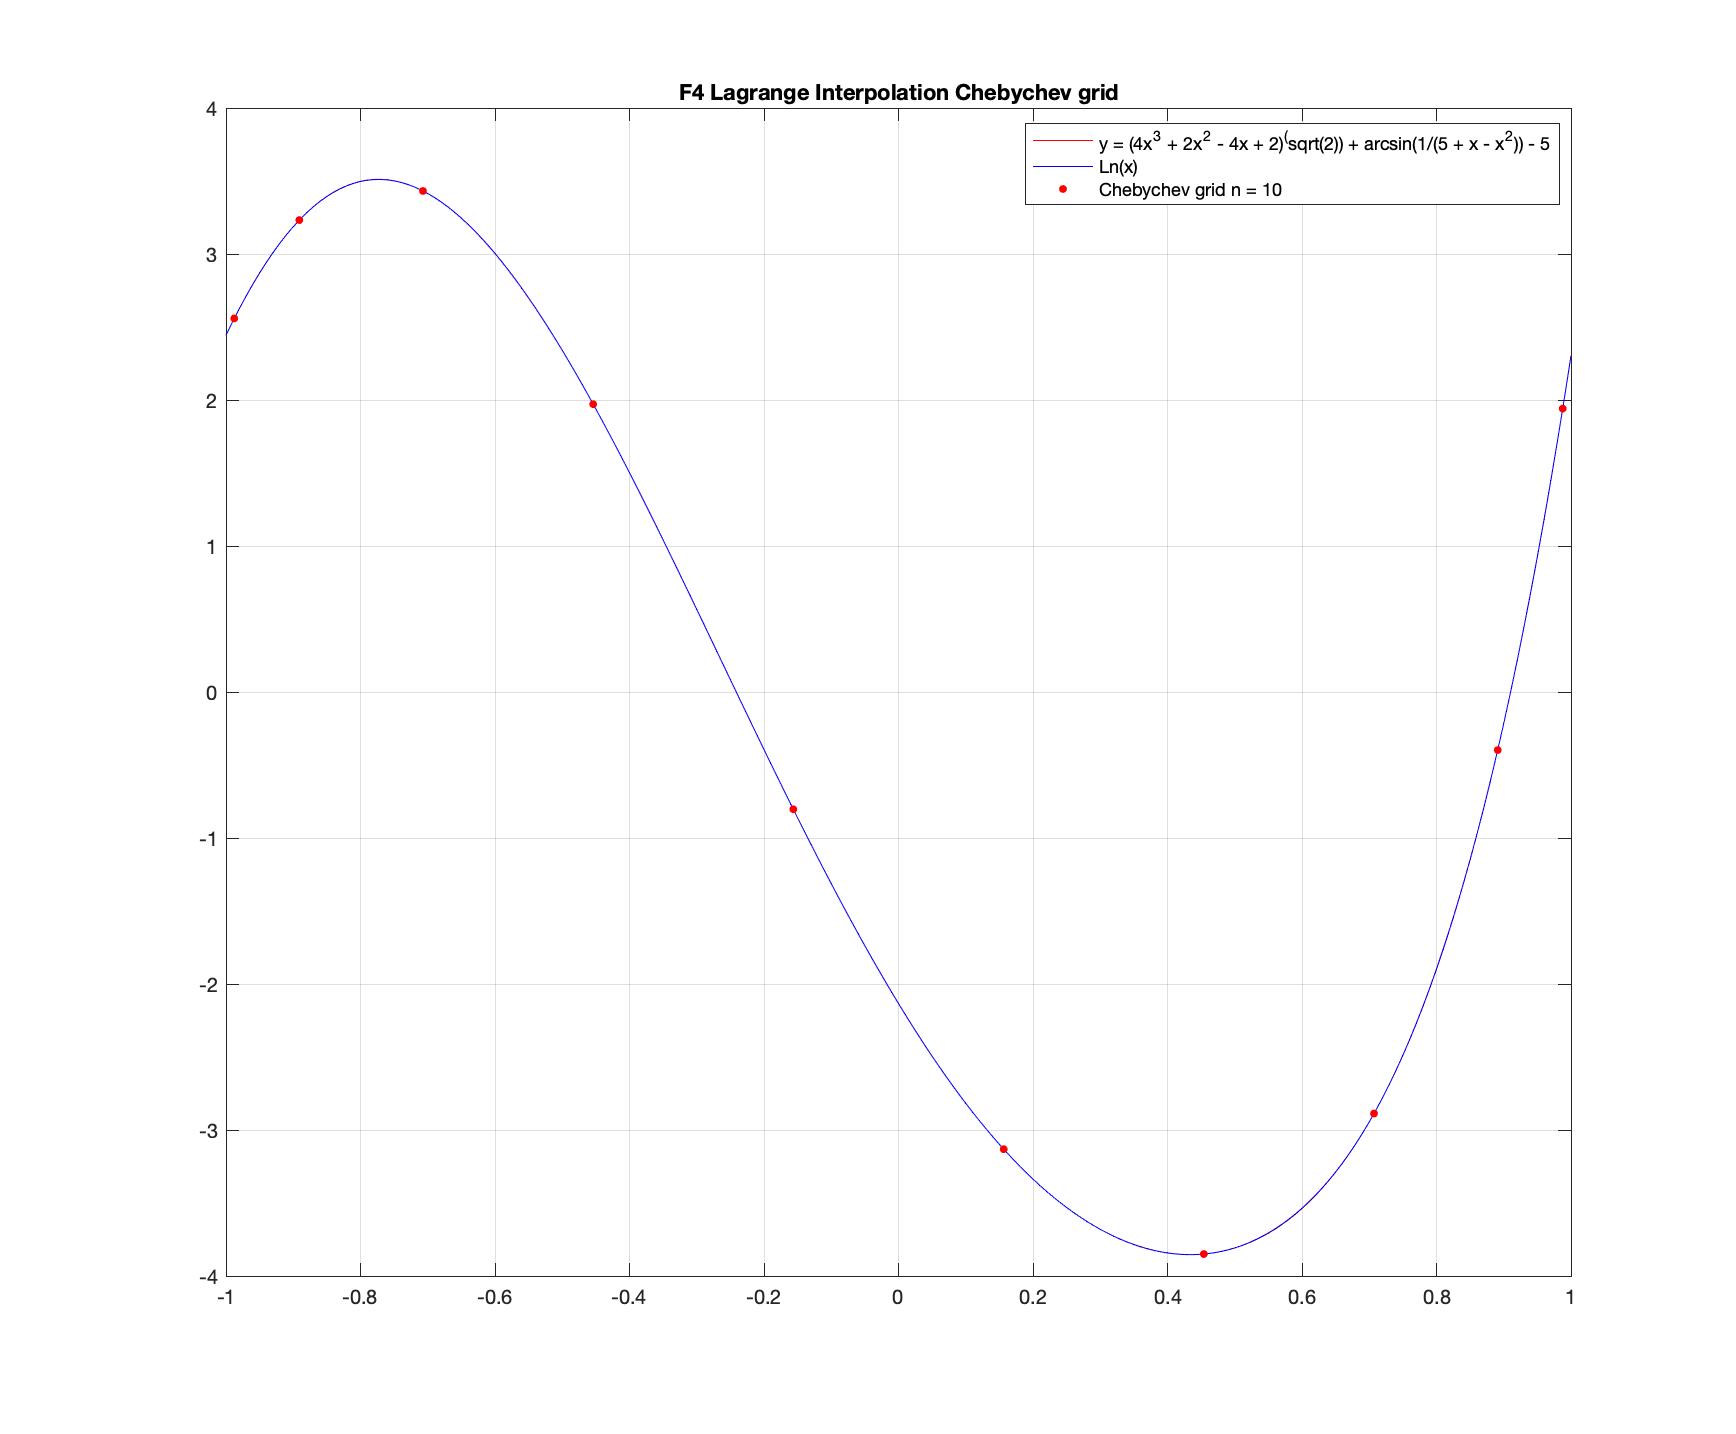 F4 Lagrange Interpolation Chebychev grid
y = (4x³ + 2x² - 4x + 2)⁽sqrt(2)) + arcsin(1/(5 + x - x²)) - 5
Ln(x)
Chebychev grid n = 10
4
3
2
1
0
-1
-2
-3
-4
-1 -0.8 -0.6 -0.4 -0.2 0 0.2 0.4 0.6 0.8 1